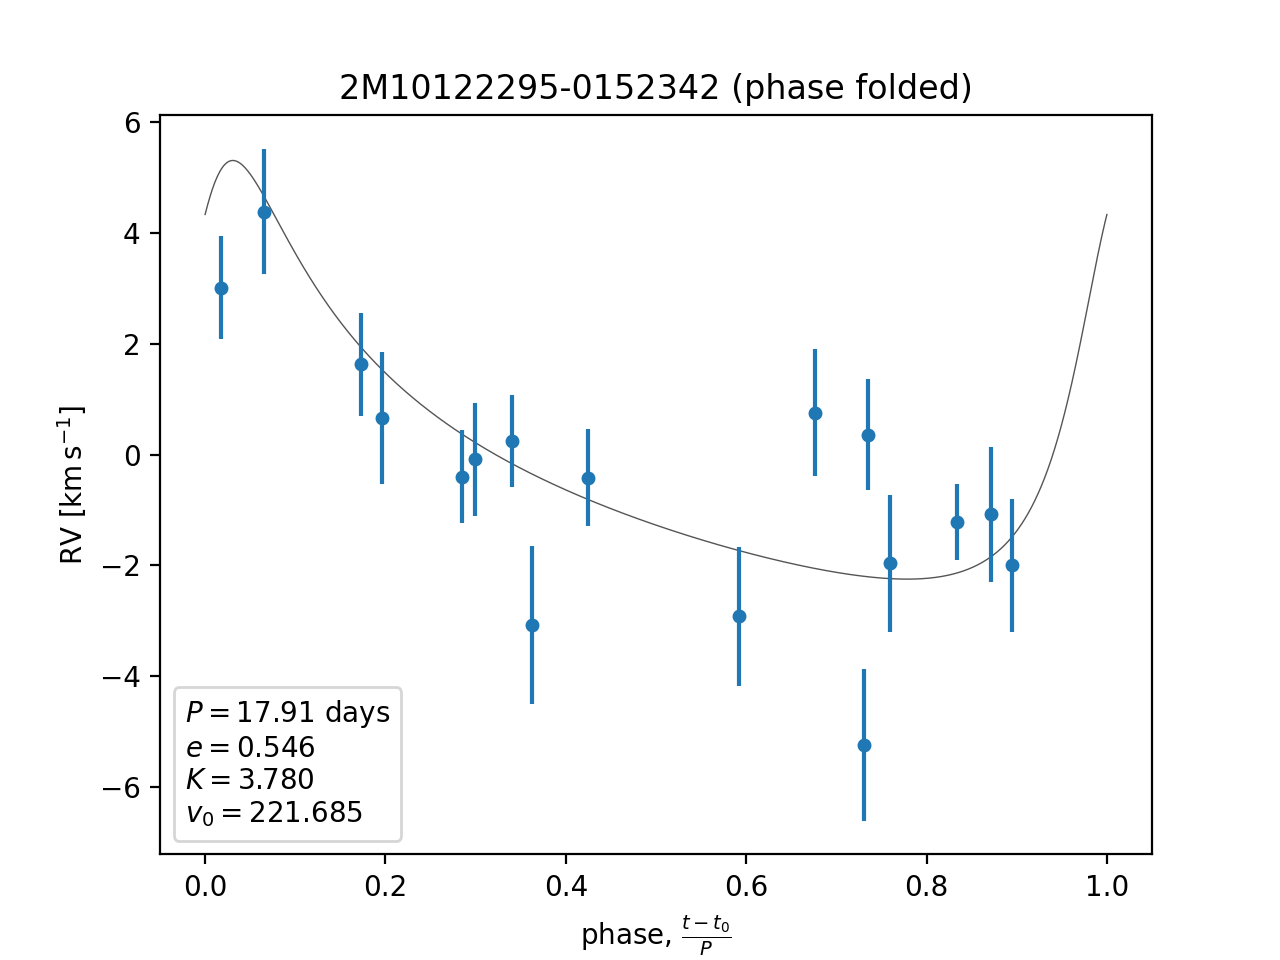 2M10122295-0152342 (phase folded)
6
4
2
0
−2
−4
−6
RV [km s⁻¹]
P = 17.91 days
e = 0.546
K = 3.780
v₀ = 221.685
0.0 0.2 0.4 0.6 0.8 1.0
phase, (t − t₀)/P